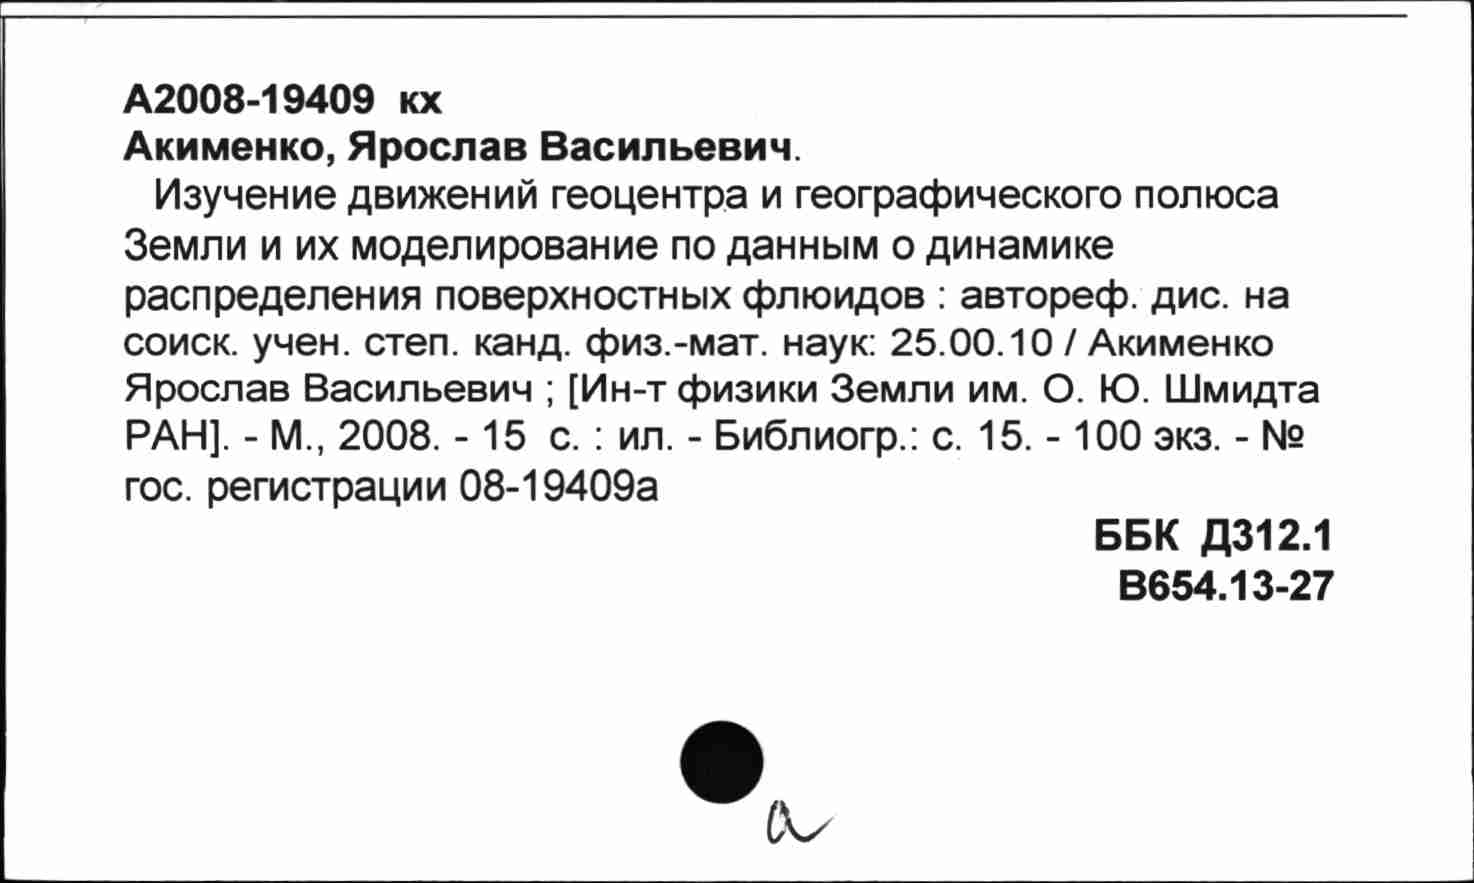 А2008-19409 кх
Акименко, Ярослав Васильевич.
Изучение движений геоцентра и географического полюса
Земли и их моделирование по данным о динамике
распределения поверхностных флюидов : автореф. дис. на
соиск. учен. степ. канд. физ.-мат. наук: 25.00.10 / Акименко
Ярослав Васильевич ; [Ин-т физики Земли им. О. Ю. Шмидта
РАН]. - М., 2008. - 15 с. : ил. - Библиогр.: с. 15. - 100 экз. - №
гос. регистрации 08-19409а
ББК Д312.1
В654.13-27
а